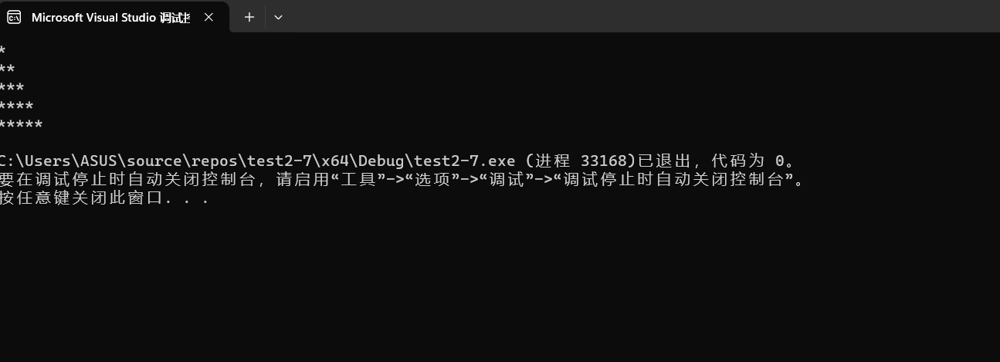 Microsoft Visual Studio 调试
*
**
***
****
*****
C:\Users\ASUS\source\repos\test2-7\x64\Debug\test2-7.exe (进程 33168)已退出，代码为 0。
要在调试停止时自动关闭控制台，请启用“工具”->“选项”->“调试”->“调试停止时自动关闭控制台”。
按任意键关闭此窗口. . .